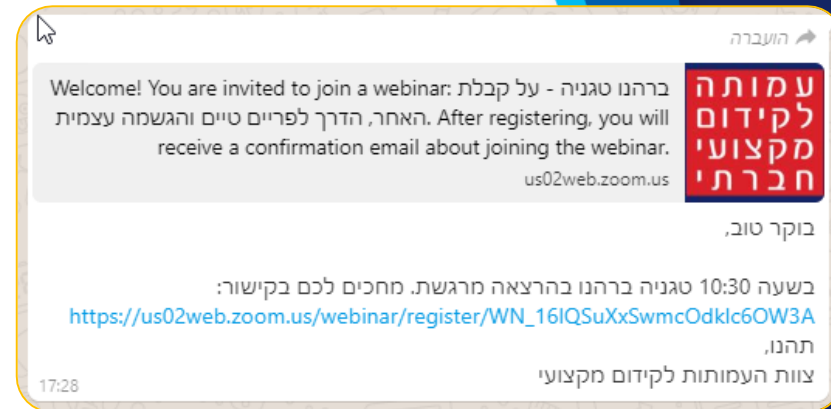 הועברה
Welcome! You are invited to join a webinar: ברהנו טגניה - על קבלת
האחר, הדרך לפריים טיים והגשמה עצמית. After registering, you will
receive a confirmation email about joining the webinar.
us02web.zoom.us
עמותה
לקידום
מקצועי
חברתי
בוקר טוב,
בשעה 10:30 טגניה ברהנו בהרצאה מרגשת. מחכים לכם בקישור:
https://us02web.zoom.us/webinar/register/WN_16IQSuXxSwmcOdkIc6OW3A
תהנו,
צוות העמותות לקידום מקצועי
17:28